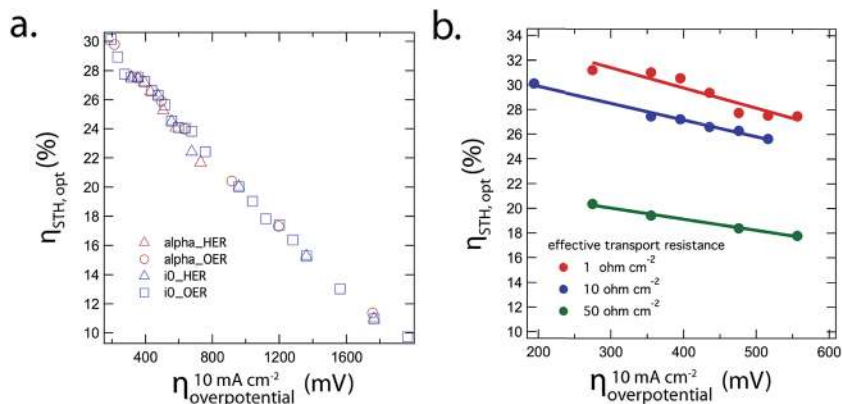 a.
30
28
26
24
22
20
18
16
14
12
10
ηSTH, opt (%)
alpha_HER
alpha_OER
i0_HER
i0_OER
400 800 1200 1600
η10 mA cm-2 overpotential (mV)
b.
34
32
30
28
26
24
22
20
18
16
14
12
10
ηSTH, opt (%)
effective transport resistance
1 ohm cm-2
10 ohm cm-2
50 ohm cm-2
200 300 400 500 600
η10 mA cm-2 overpotential (mV)